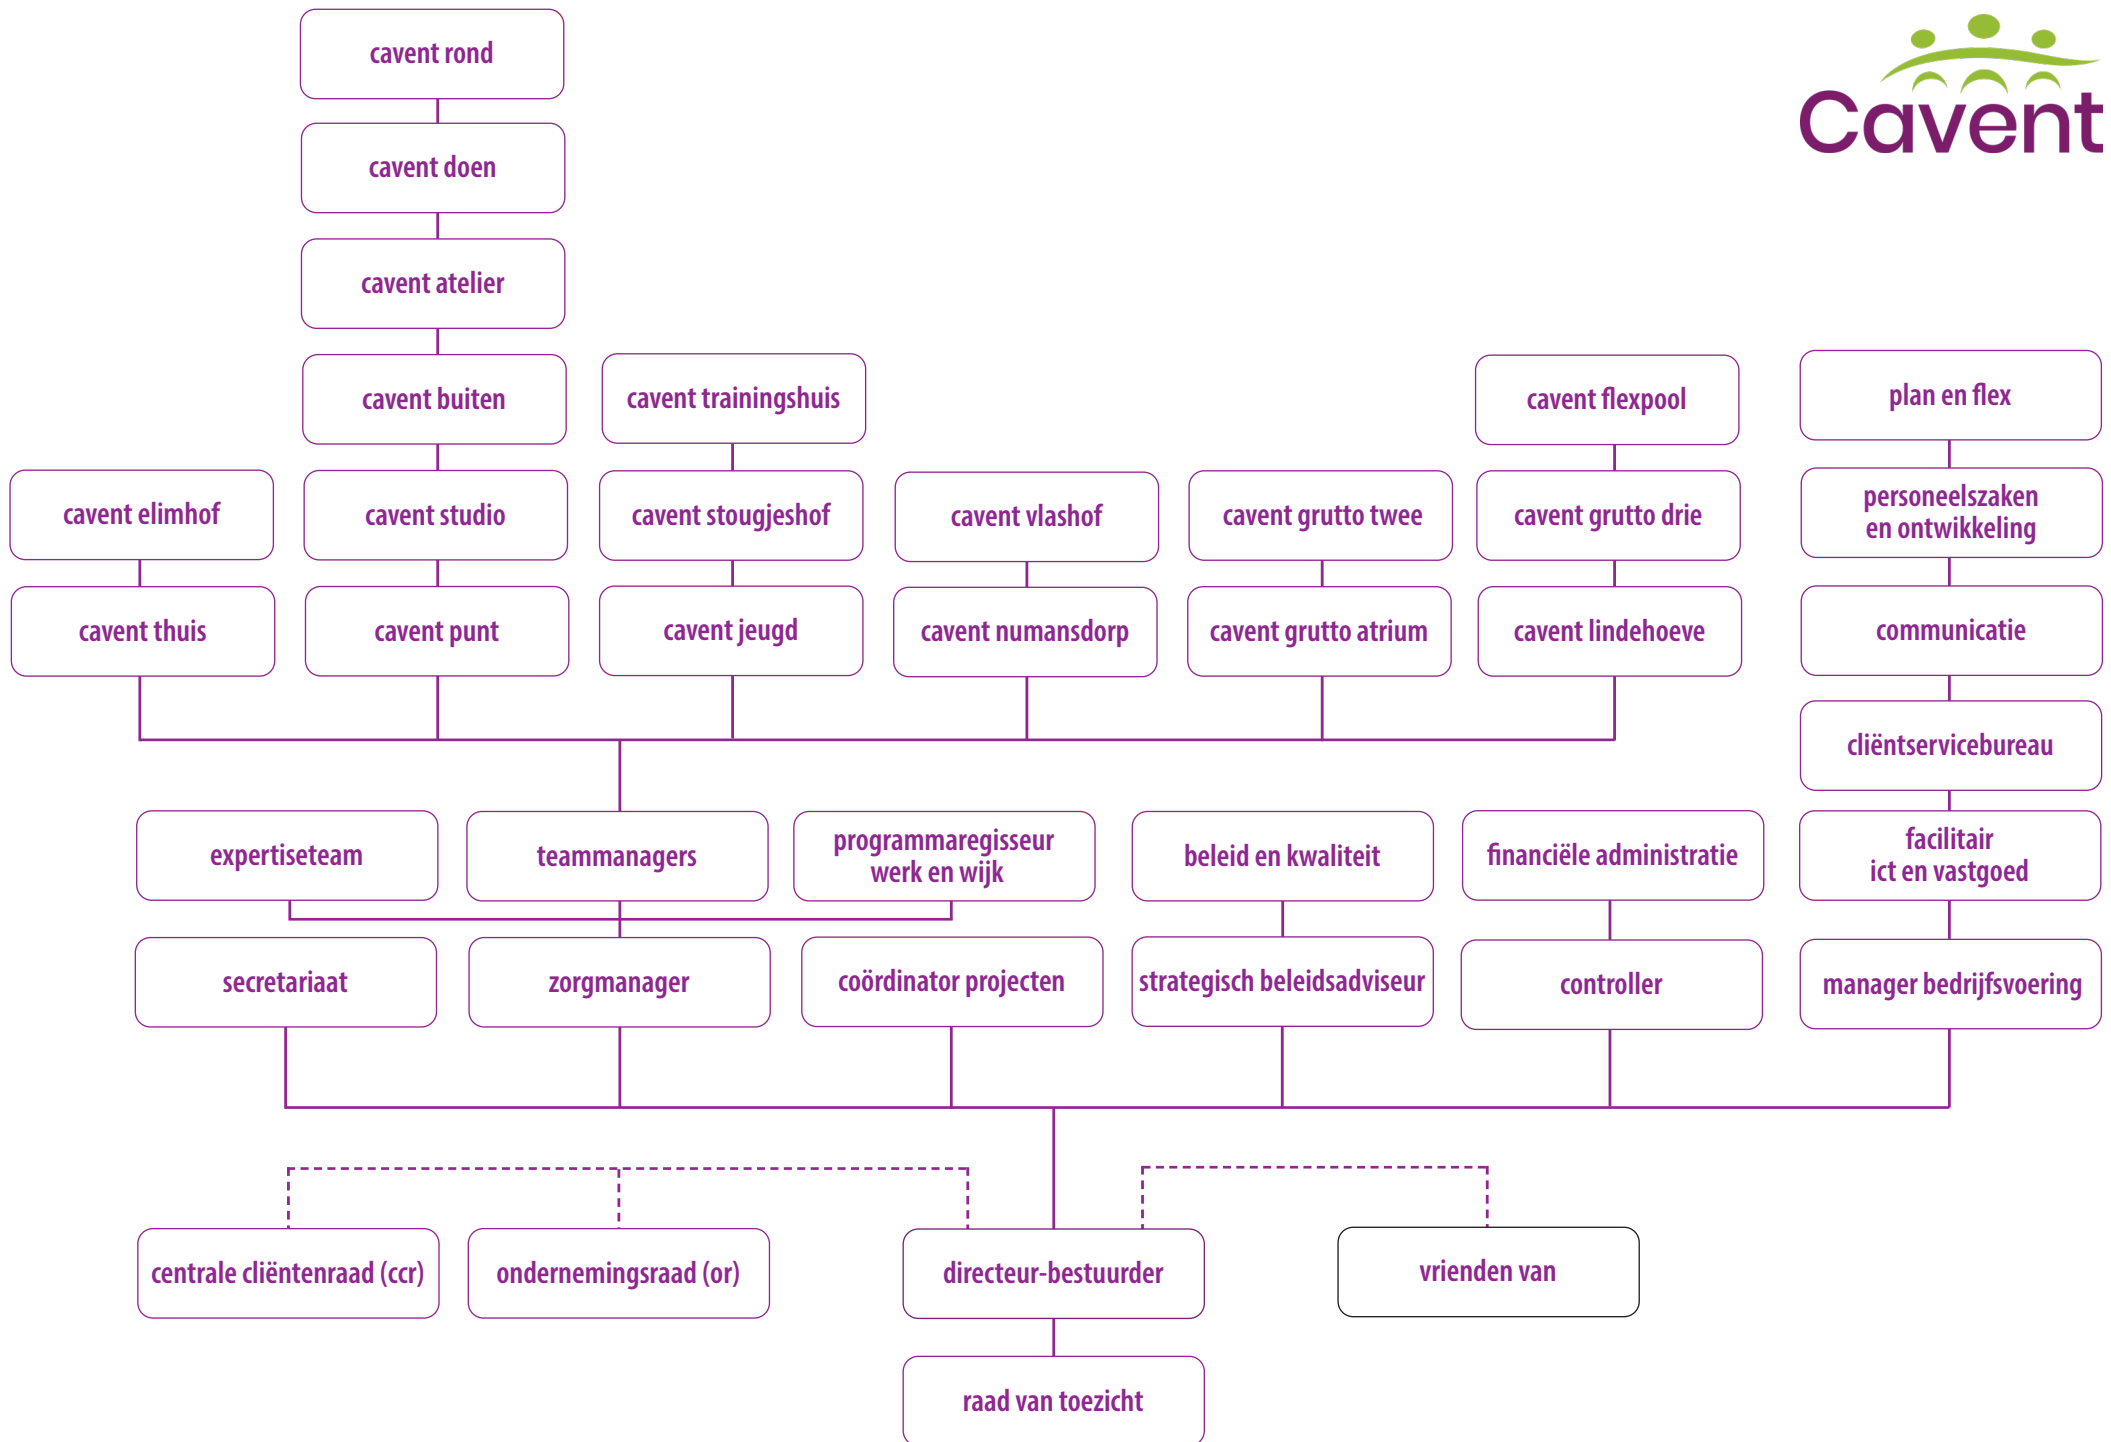 cavent rond
Cavent
cavent doen
cavent atelier
cavent buiten
cavent trainingshuis
cavent flexpool
plan en flex
cavent elimhof
cavent studio
cavent stougjeshof
cavent vlashof
cavent grutto twee
cavent grutto drie
personeelszaken
en ontwikkeling
cavent thuis
cavent punt
cavent jeugd
cavent numansdorp
cavent grutto atrium
cavent lindehoeve
communicatie
cliëntservicebureau
expertiseteam
teammanagers
programmaregisseur
werk en wijk
beleid en kwaliteit
financiële administratie
facilitair
ict en vastgoed
secretariaat
zorgmanager
coördinator projecten
strategisch beleidsadviseur
controller
manager bedrijfsvoering
centrale cliëntenraad (ccr)
ondernemingsraad (or)
directeur-bestuurder
vrienden van
raad van toezicht